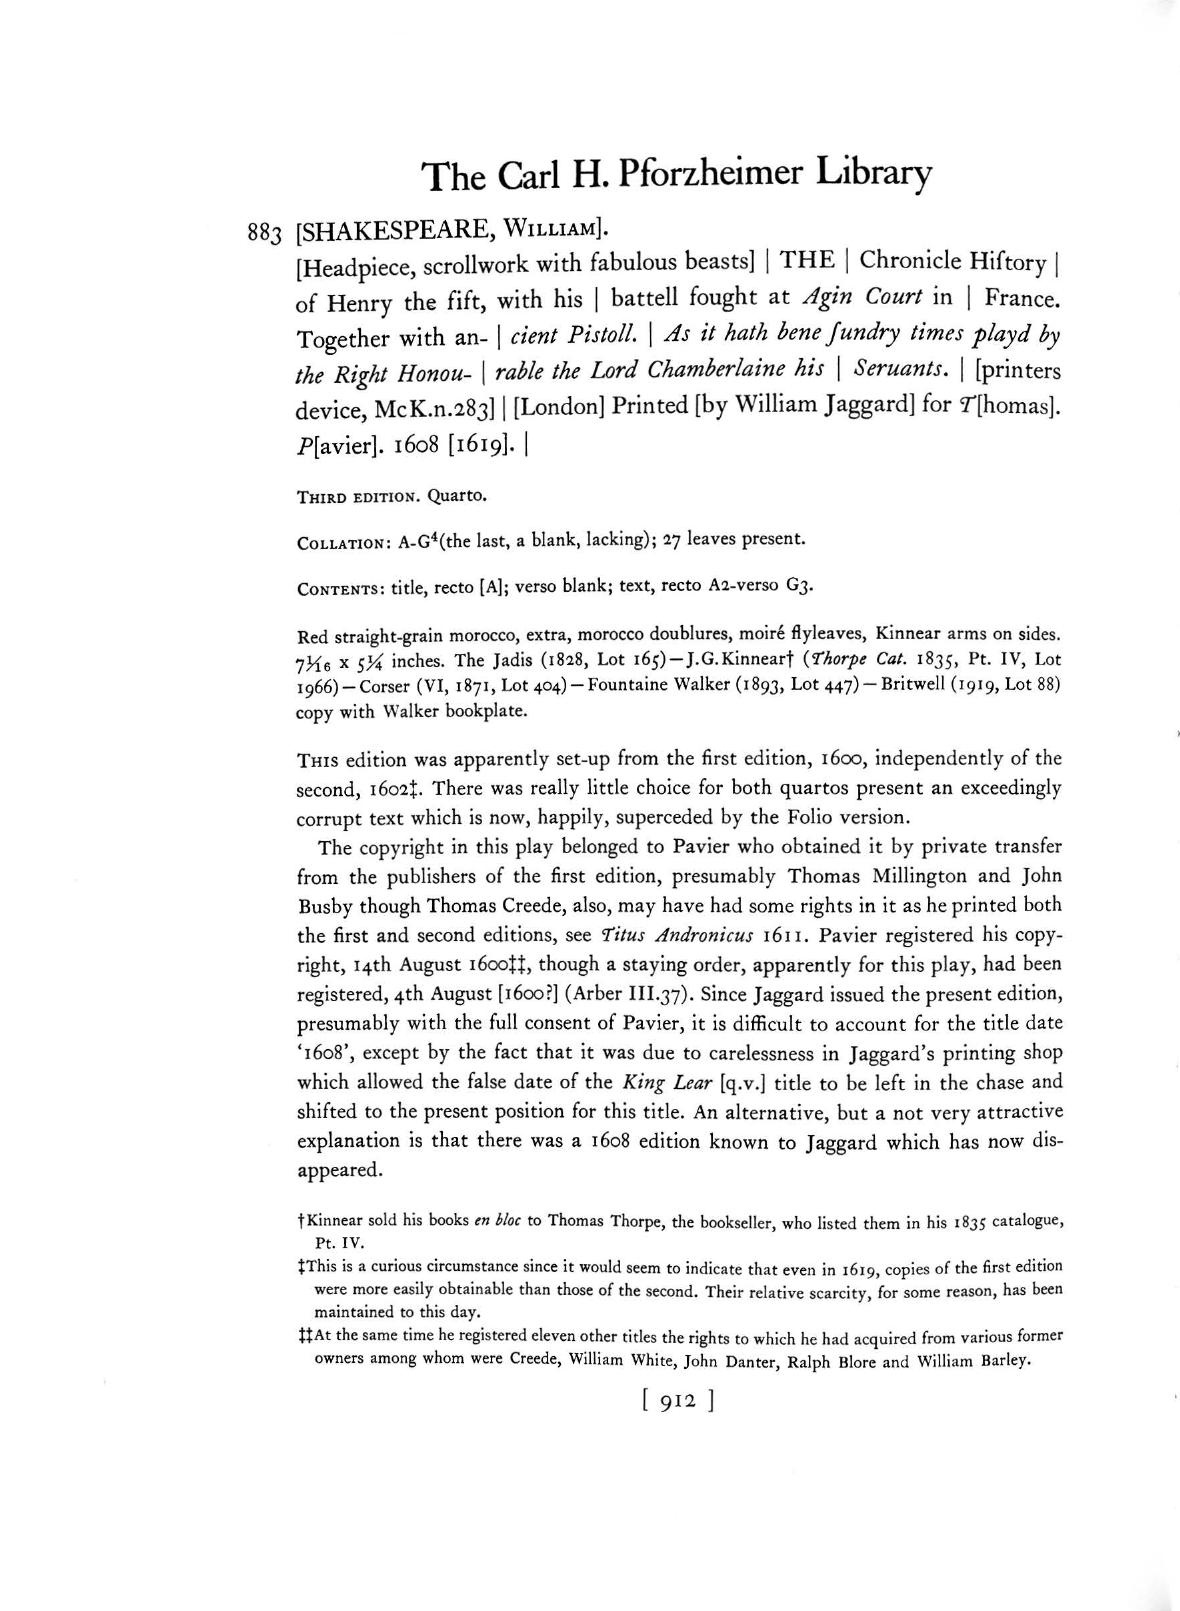 The Carl H. Pforzheimer Library
883 [SHAKESPEARE, WILLIAM].
[Headpiece, scrollwork with fabulous beasts] | THE | Chronicle Hiſtory |
of Henry the fift, with his | battell fought at Agin Court in | France.
Together with an- | cient Pistoll. | As it hath bene ſundry times playd by
the Right Honou- | rable the Lord Chamberlaine his | Seruants. | [printers
device, McK.n.283] | [London] Printed [by William Jaggard] for T[homas].
P[avier]. 1608 [1619]. |
THIRD EDITION. Quarto.
COLLATION: A-G⁴(the last, a blank, lacking); 27 leaves present.
CONTENTS: title, recto [A]; verso blank; text, recto A2-verso G3.
Red straight-grain morocco, extra, morocco doublures, moiré flyleaves, Kinnear arms on sides.
7 1/16 x 5¼ inches. The Jadis (1828, Lot 165)—J.G.Kinnear† (Thorpe Cat. 1835, Pt. IV, Lot
1966)—Corser (VI, 1871, Lot 404)—Fountaine Walker (1893, Lot 447)—Britwell (1919, Lot 88)
copy with Walker bookplate.
THIS edition was apparently set-up from the first edition, 1600, independently of the
second, 1602‡. There was really little choice for both quartos present an exceedingly
corrupt text which is now, happily, superceded by the Folio version.
The copyright in this play belonged to Pavier who obtained it by private transfer
from the publishers of the first edition, presumably Thomas Millington and John
Busby though Thomas Creede, also, may have had some rights in it as he printed both
the first and second editions, see Titus Andronicus 1611. Pavier registered his copy-
right, 14th August 1600‡‡, though a staying order, apparently for this play, had been
registered, 4th August [1600?] (Arber III.37). Since Jaggard issued the present edition,
presumably with the full consent of Pavier, it is difficult to account for the title date
‘1608’, except by the fact that it was due to carelessness in Jaggard’s printing shop
which allowed the false date of the King Lear [q.v.] title to be left in the chase and
shifted to the present position for this title. An alternative, but a not very attractive
explanation is that there was a 1608 edition known to Jaggard which has now dis-
appeared.
†Kinnear sold his books en bloc to Thomas Thorpe, the bookseller, who listed them in his 1835 catalogue,
Pt. IV.
‡This is a curious circumstance since it would seem to indicate that even in 1619, copies of the first edition
were more easily obtainable than those of the second. Their relative scarcity, for some reason, has been
maintained to this day.
‡‡At the same time he registered eleven other titles the rights to which he had acquired from various former
owners among whom were Creede, William White, John Danter, Ralph Blore and William Barley.
[ 912 ]